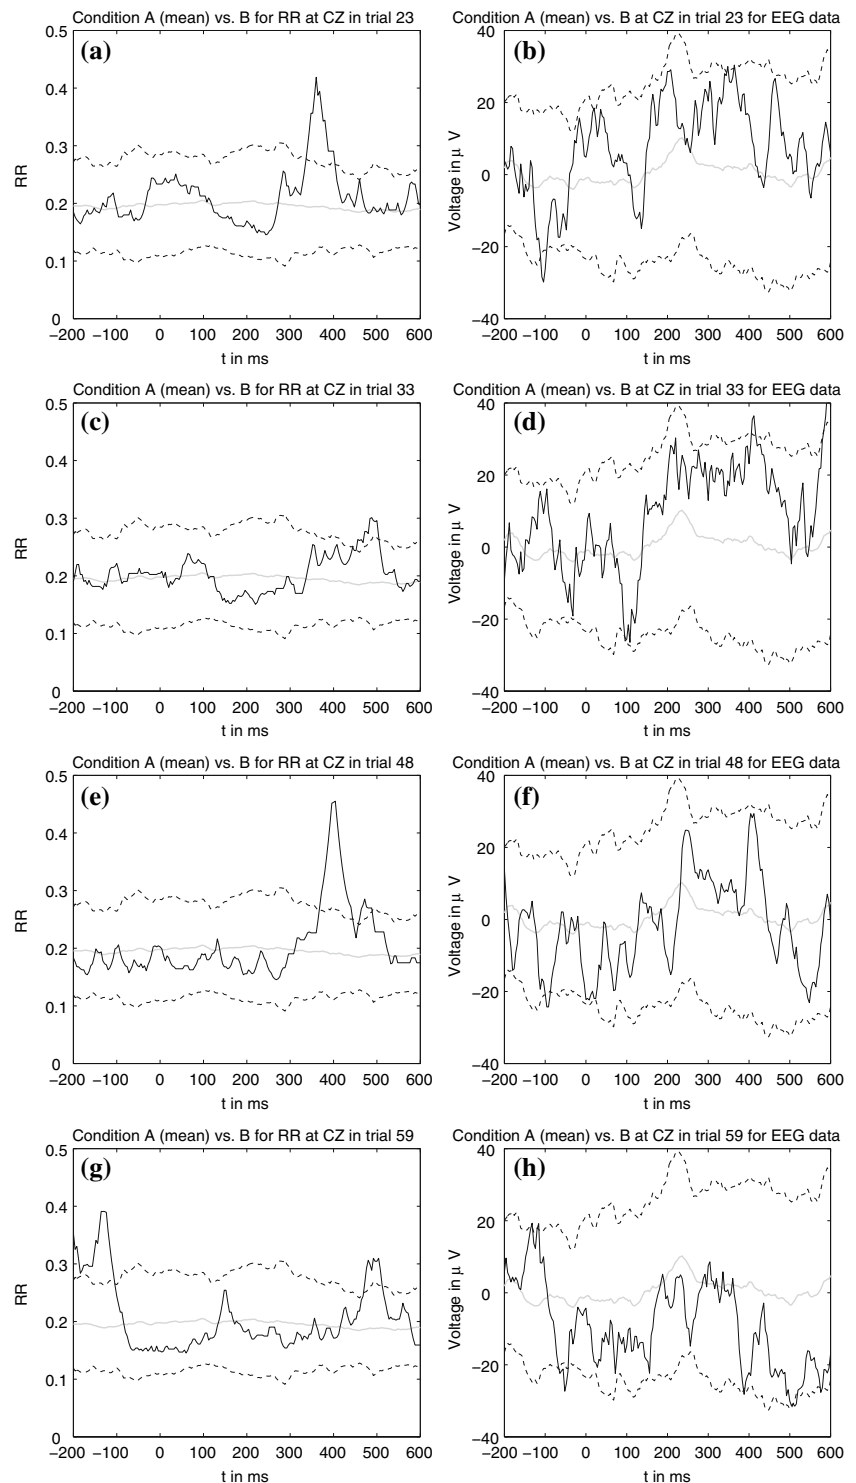 Condition A (mean) vs. B for RR at CZ in trial 23
(a)
RR
0.5
0.4
0.3
0.2
0.1
0
−200 −100 0 100 200 300 400 500 600
t in ms
Condition A (mean) vs. B at CZ in trial 23 for EEG data
(b)
Voltage in μ V
40
20
0
−20
−40
−200 −100 0 100 200 300 400 500 600
t in ms
Condition A (mean) vs. B for RR at CZ in trial 33
(c)
RR
0.5
0.4
0.3
0.2
0.1
0
−200 −100 0 100 200 300 400 500 600
t in ms
Condition A (mean) vs. B at CZ in trial 33 for EEG data
(d)
Voltage in μ V
40
20
0
−20
−40
−200 −100 0 100 200 300 400 500 600
t in ms
Condition A (mean) vs. B for RR at CZ in trial 48
(e)
RR
0.5
0.4
0.3
0.2
0.1
0
−200 −100 0 100 200 300 400 500 600
t in ms
Condition A (mean) vs. B at CZ in trial 48 for EEG data
(f)
Voltage in μ V
40
20
0
−20
−40
−200 −100 0 100 200 300 400 500 600
t in ms
Condition A (mean) vs. B for RR at CZ in trial 59
(g)
RR
0.5
0.4
0.3
0.2
0.1
0
−200 −100 0 100 200 300 400 500 600
t in ms
Condition A (mean) vs. B at CZ in trial 59 for EEG data
(h)
Voltage in μ V
40
20
0
−20
−40
−200 −100 0 100 200 300 400 500 600
t in ms